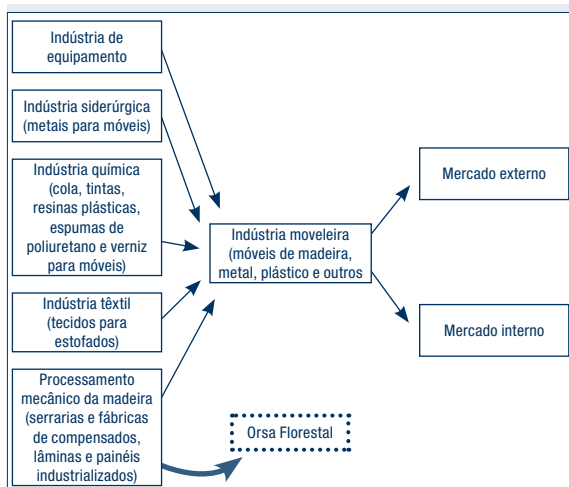 Indústria de
equipamento
Indústria siderúrgica
(metais para móveis)
Indústria química
(cola, tintas,
resinas plásticas,
espumas de
poliuretano e verniz
para móveis)
Indústria têxtil
(tecidos para
estofados)
Processamento
mecânico da madeira
(serrarias e fábricas
de compensados,
lâminas e painéis
industrializados)
Indústria moveleira
(móveis de madeira,
metal, plástico e outros
Orsa Florestal
Mercado externo
Mercado interno